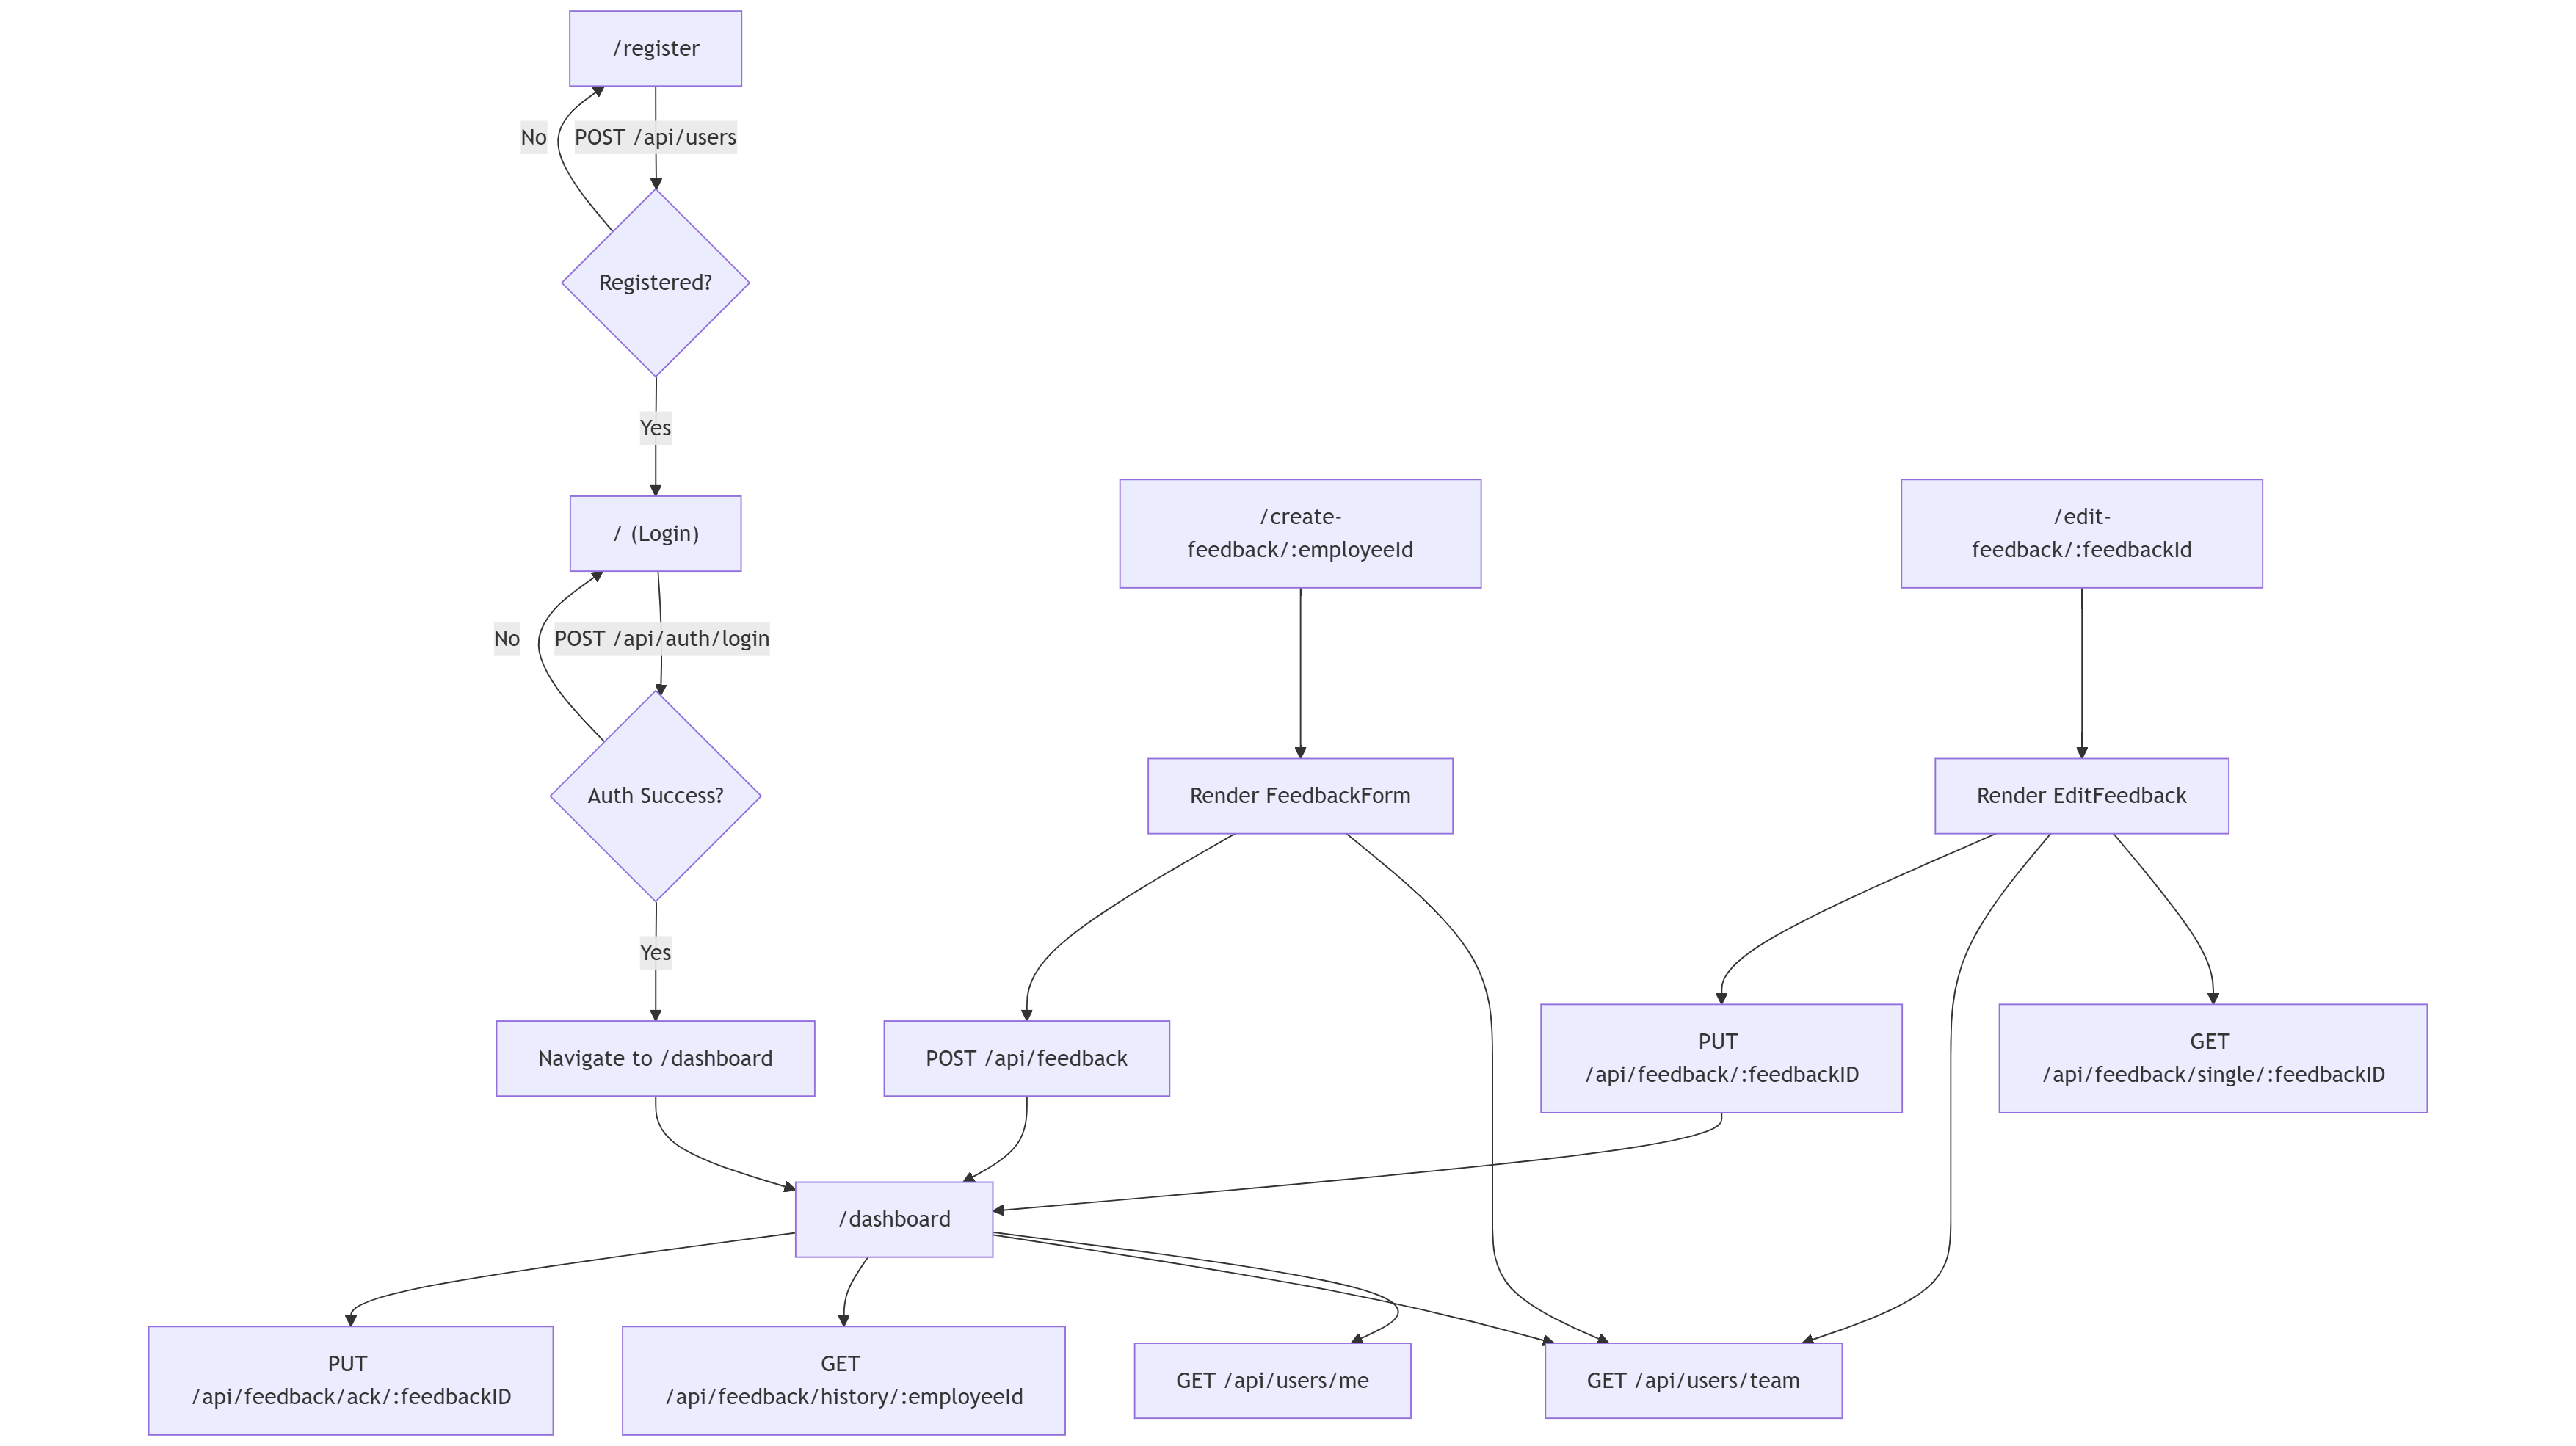 /register
No
POST /api/users
Registered?
Yes
/ (Login)
/create-
feedback/:employeeId
/edit-
feedback/:feedbackId
No
POST /api/auth/login
Auth Success?
Render FeedbackForm
Render EditFeedback
Yes
Navigate to /dashboard
POST /api/feedback
PUT
/api/feedback/:feedbackID
GET
/api/feedback/single/:feedbackID
/dashboard
PUT
/api/feedback/ack/:feedbackID
GET
/api/feedback/history/:employeeId
GET /api/users/me
GET /api/users/team